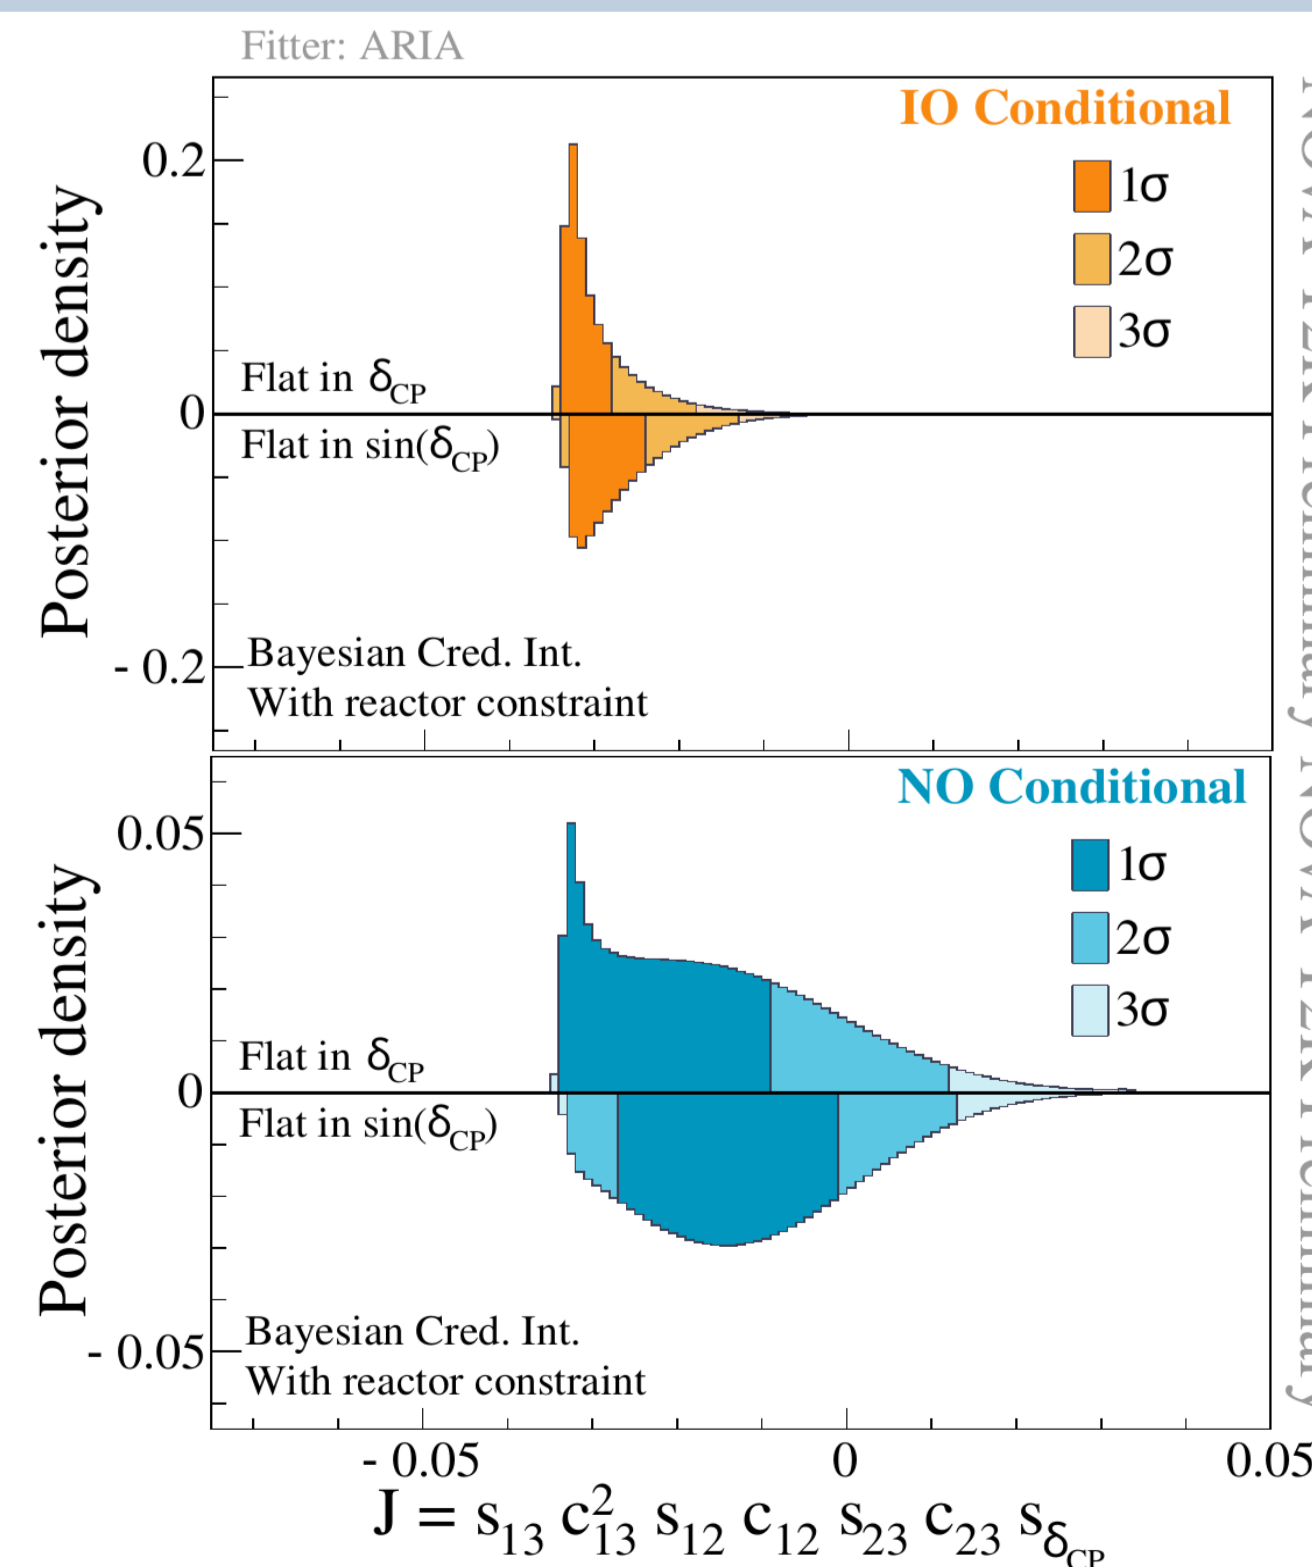 Fitter: ARIA
IO Conditional
0.2
1σ
2σ
3σ
Posterior density
Flat in δCP
0
Flat in sin(δCP)
Bayesian Cred. Int.
- 0.2
With reactor constraint
NO Conditional
0.05
1σ
2σ
3σ
Posterior density
Flat in δCP
0
Flat in sin(δCP)
Bayesian Cred. Int.
- 0.05
With reactor constraint
- 0.05 0 0.05
J = s13 c²13 s12 c12 s23 c23 sδCP